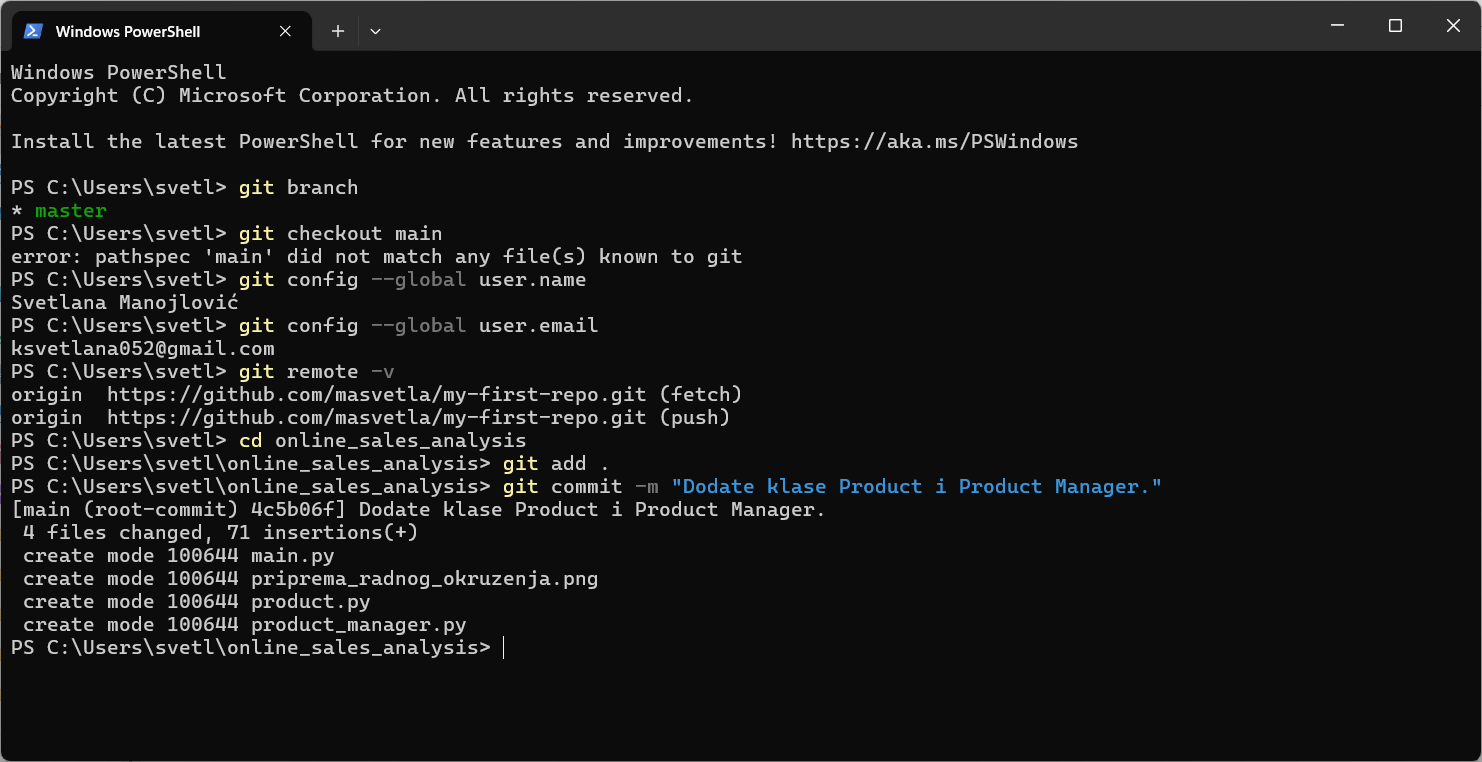 Windows PowerShell
Windows PowerShell
Copyright (C) Microsoft Corporation. All rights reserved.
Install the latest PowerShell for new features and improvements! https://aka.ms/PSWindows
PS C:\Users\svetl> git branch
* master
PS C:\Users\svetl> git checkout main
error: pathspec 'main' did not match any file(s) known to git
PS C:\Users\svetl> git config --global user.name
Svetlana Manojlović
PS C:\Users\svetl> git config --global user.email
ksvetlana052@gmail.com
PS C:\Users\svetl> git remote -v
origin  https://github.com/masvetla/my-first-repo.git (fetch)
origin  https://github.com/masvetla/my-first-repo.git (push)
PS C:\Users\svetl> cd online_sales_analysis
PS C:\Users\svetl\online_sales_analysis> git add .
PS C:\Users\svetl\online_sales_analysis> git commit -m "Dodate klase Product i Product Manager."
[main (root-commit) 4c5b06f] Dodate klase Product i Product Manager.
 4 files changed, 71 insertions(+)
 create mode 100644 main.py
 create mode 100644 priprema_radnog_okruzenja.png
 create mode 100644 product.py
 create mode 100644 product_manager.py
PS C:\Users\svetl\online_sales_analysis>